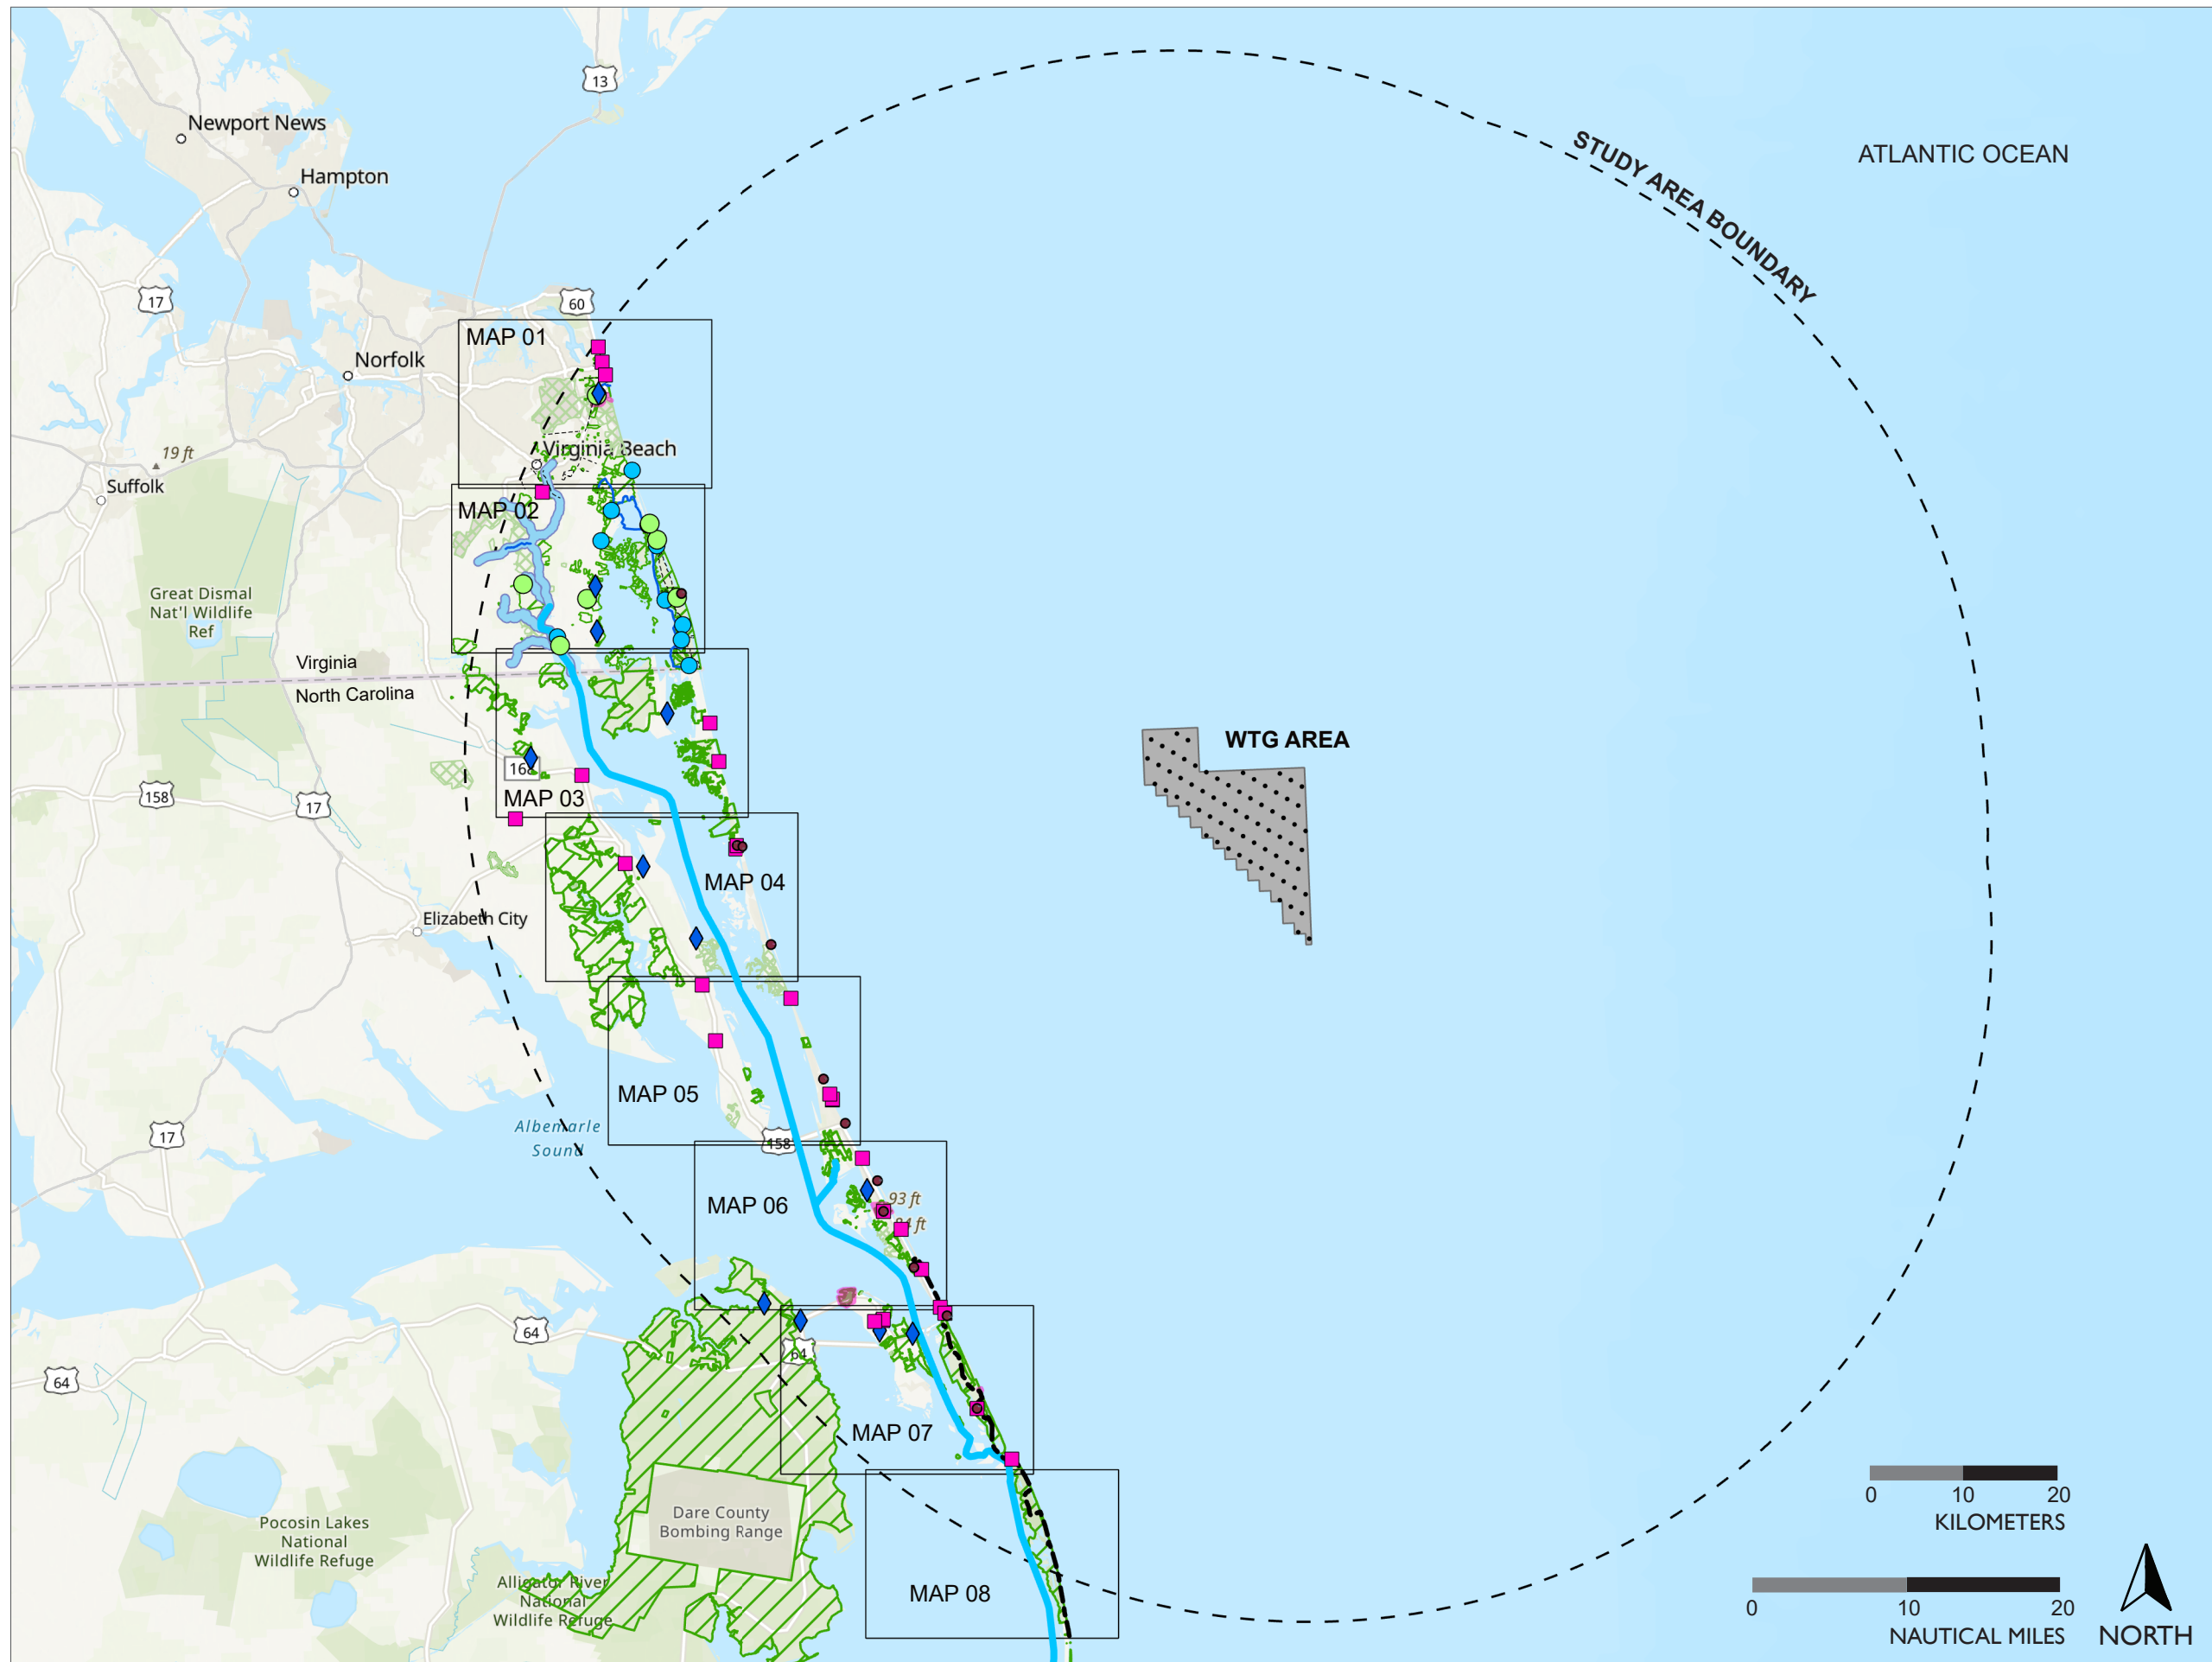 13
Newport News
Hampton
STUDY AREA BOUNDARY
ATLANTIC OCEAN
17
60
MAP 01
Norfolk
19 ft
Virginia Beach
Suffolk
MAP 02
Great Dismal
Nat'l Wildlife
Ref
Virginia
North Carolina
WTG AREA
168
MAP 03
158
17
MAP 04
Elizabeth City
MAP 05
Albemarle
Sound
17
158
MAP 06
93 ft
64
64
64
MAP 07
0 10 20
KILOMETERS
Dare County
Bombing Range
Pocosin Lakes
National
Wildlife Refuge
Alligator River
National
Wildlife Refuge
MAP 08
0 10 20
NAUTICAL MILES
NORTH